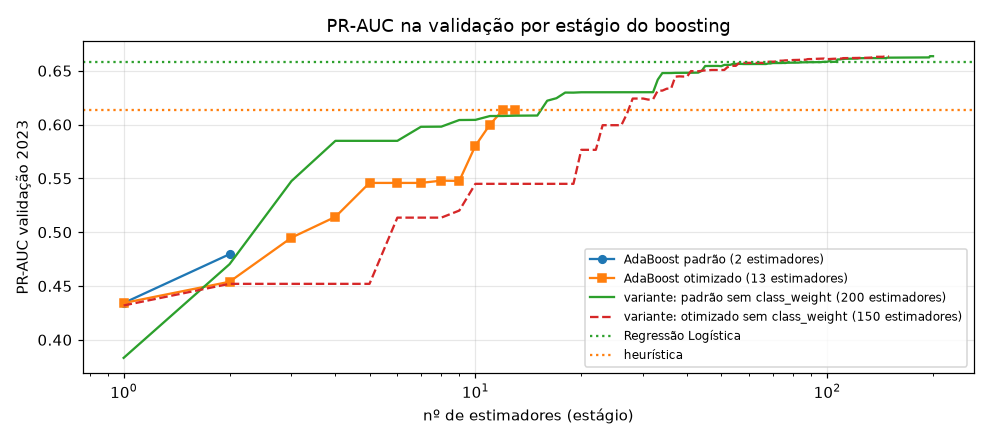 PR-AUC na validação por estágio do boosting
PR-AUC validação 2023
0.65
0.60
0.55
0.50
0.45
0.40
AdaBoost padrão (2 estimadores)
AdaBoost otimizado (13 estimadores)
variante: padrão sem class_weight (200 estimadores)
variante: otimizado sem class_weight (150 estimadores)
Regressão Logística
heurística
10⁰ 10¹ 10²
nº de estimadores (estágio)